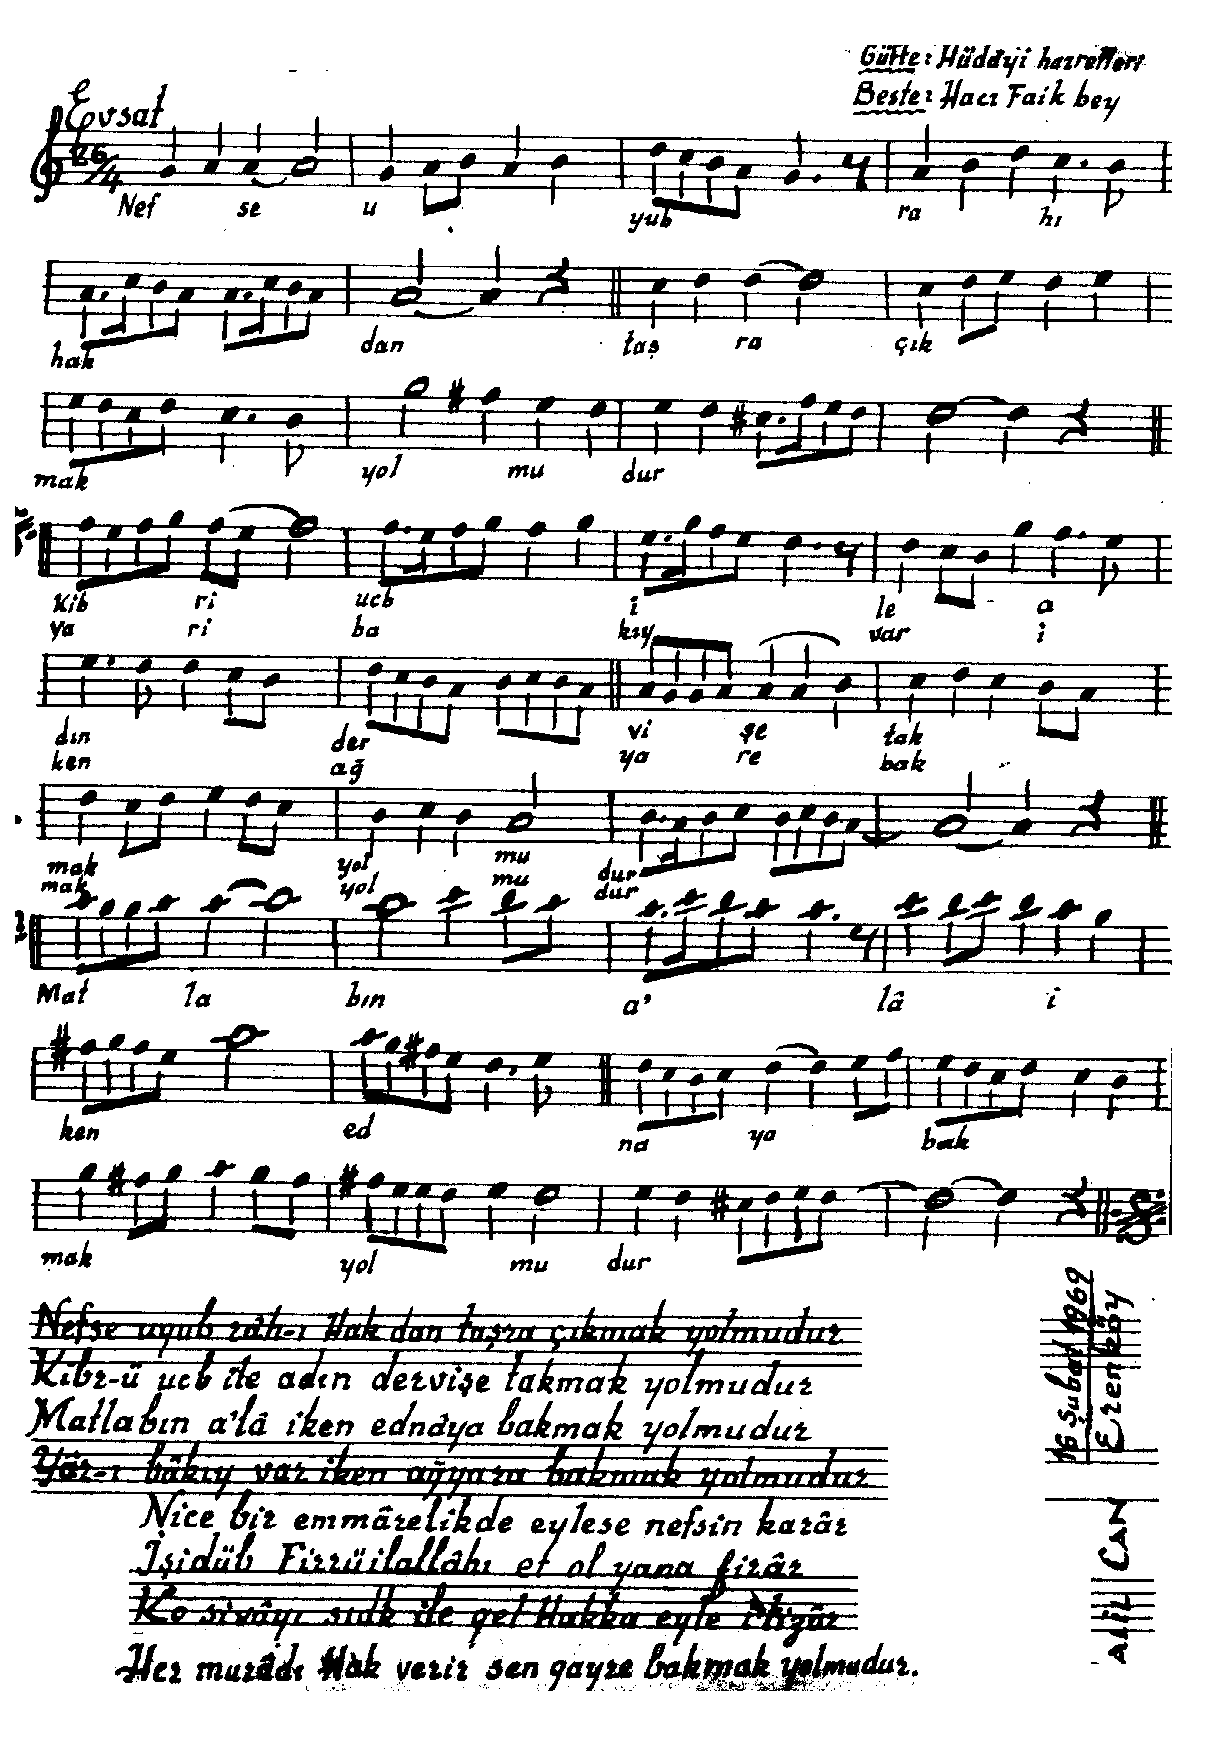 Güfte: Hüdâyi hazretleri
Beste: Hacı Faik bey
Evsat
26/4
Nef se u yub ra hı
hak dan taş ra çık
mak yol mu dur
Kib ri ucb i le a
ya ri ba kıy var i
dın der vi şe tak
ken ağ ya re bak
mak yol mu dur
mak yol mu dur
Mat la bın a' lâ i
ken ed na ya bak
mak yol mu dur
Nefse uyub râh-ı Hak dan taşra çıkmak yolmudur
Kibr-ü ucb ile adın dervişe takmak yolmudur
Matlabın a'lâ iken ednâya bakmak yolmudur
Yâr-ı bâkıy var iken ağyara bakmak yolmudur
Nice bir emmârelikde eylese nefsin karâr
İşidüb Firrüilallâhı et ol yana firâr
Ko sivâyı sıdk ile gel Hakka eyle i'tizâr
Her murâdı Hak verir sen gayre bakmak yolmudur.
16 Şubat 1969
Erenköy
Halil CAN